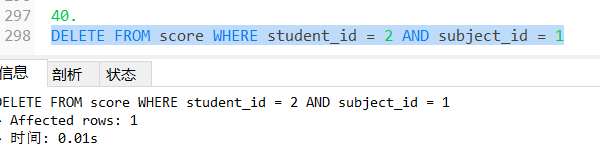 297 40.
298 DELETE FROM score WHERE student_id = 2 AND subject_id = 1
信息 剖析 状态
DELETE FROM score WHERE student_id = 2 AND subject_id = 1
> Affected rows: 1
> 时间: 0.01s